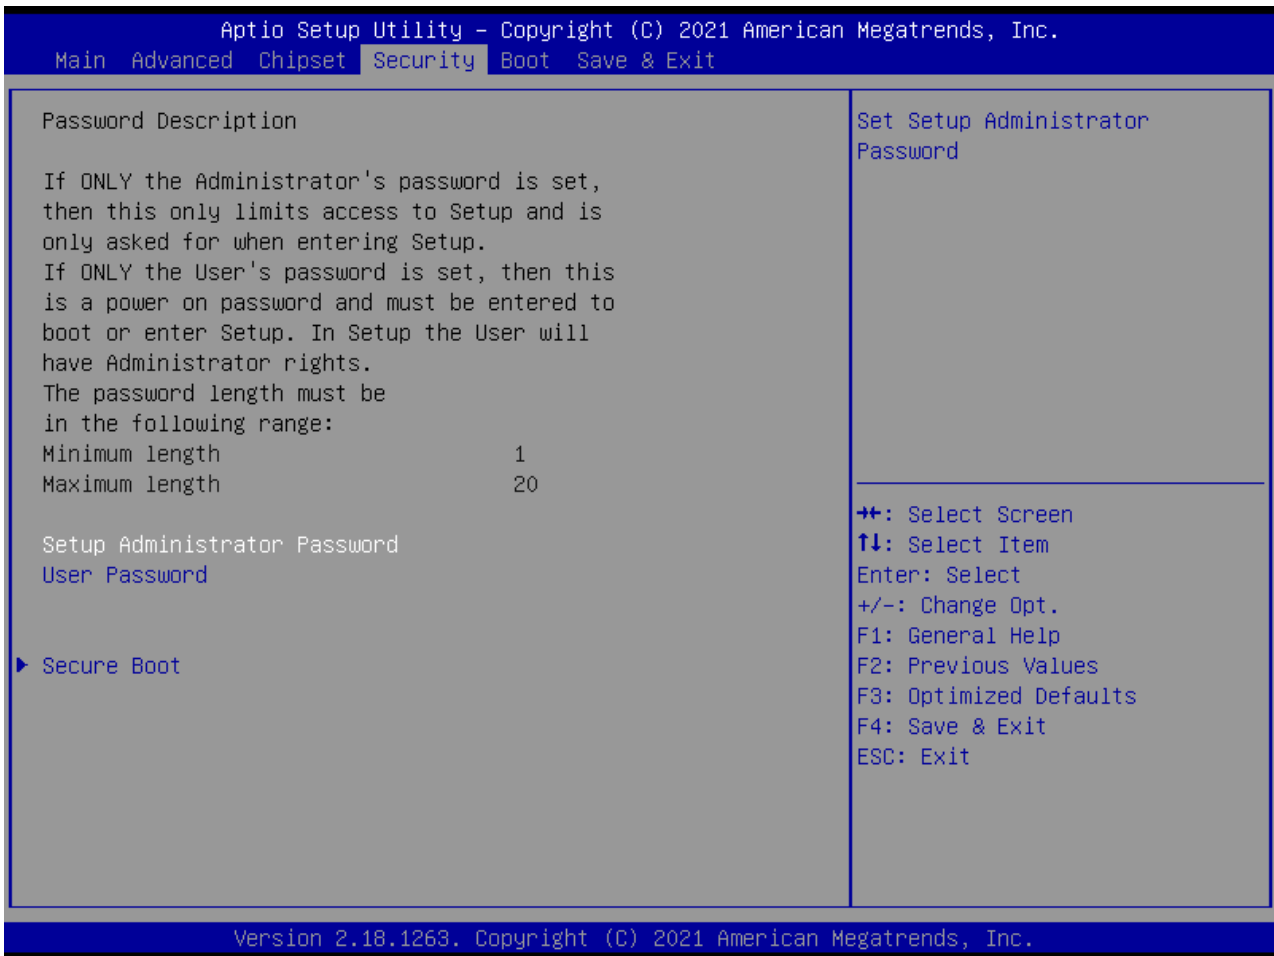 Aptio Setup Utility – Copyright (C) 2021 American Megatrends, Inc.
Main Advanced Chipset Security Boot Save & Exit
Password Description
If ONLY the Administrator's password is set,
then this only limits access to Setup and is
only asked for when entering Setup.
If ONLY the User's password is set, then this
is a power on password and must be entered to
boot or enter Setup. In Setup the User will
have Administrator rights.
The password length must be
in the following range:
Minimum length 1
Maximum length 20
Setup Administrator Password
User Password
Secure Boot
Set Setup Administrator
Password
→←: Select Screen
↑↓: Select Item
Enter: Select
+/-: Change Opt.
F1: General Help
F2: Previous Values
F3: Optimized Defaults
F4: Save & Exit
ESC: Exit
Version 2.18.1263. Copyright (C) 2021 American Megatrends, Inc.